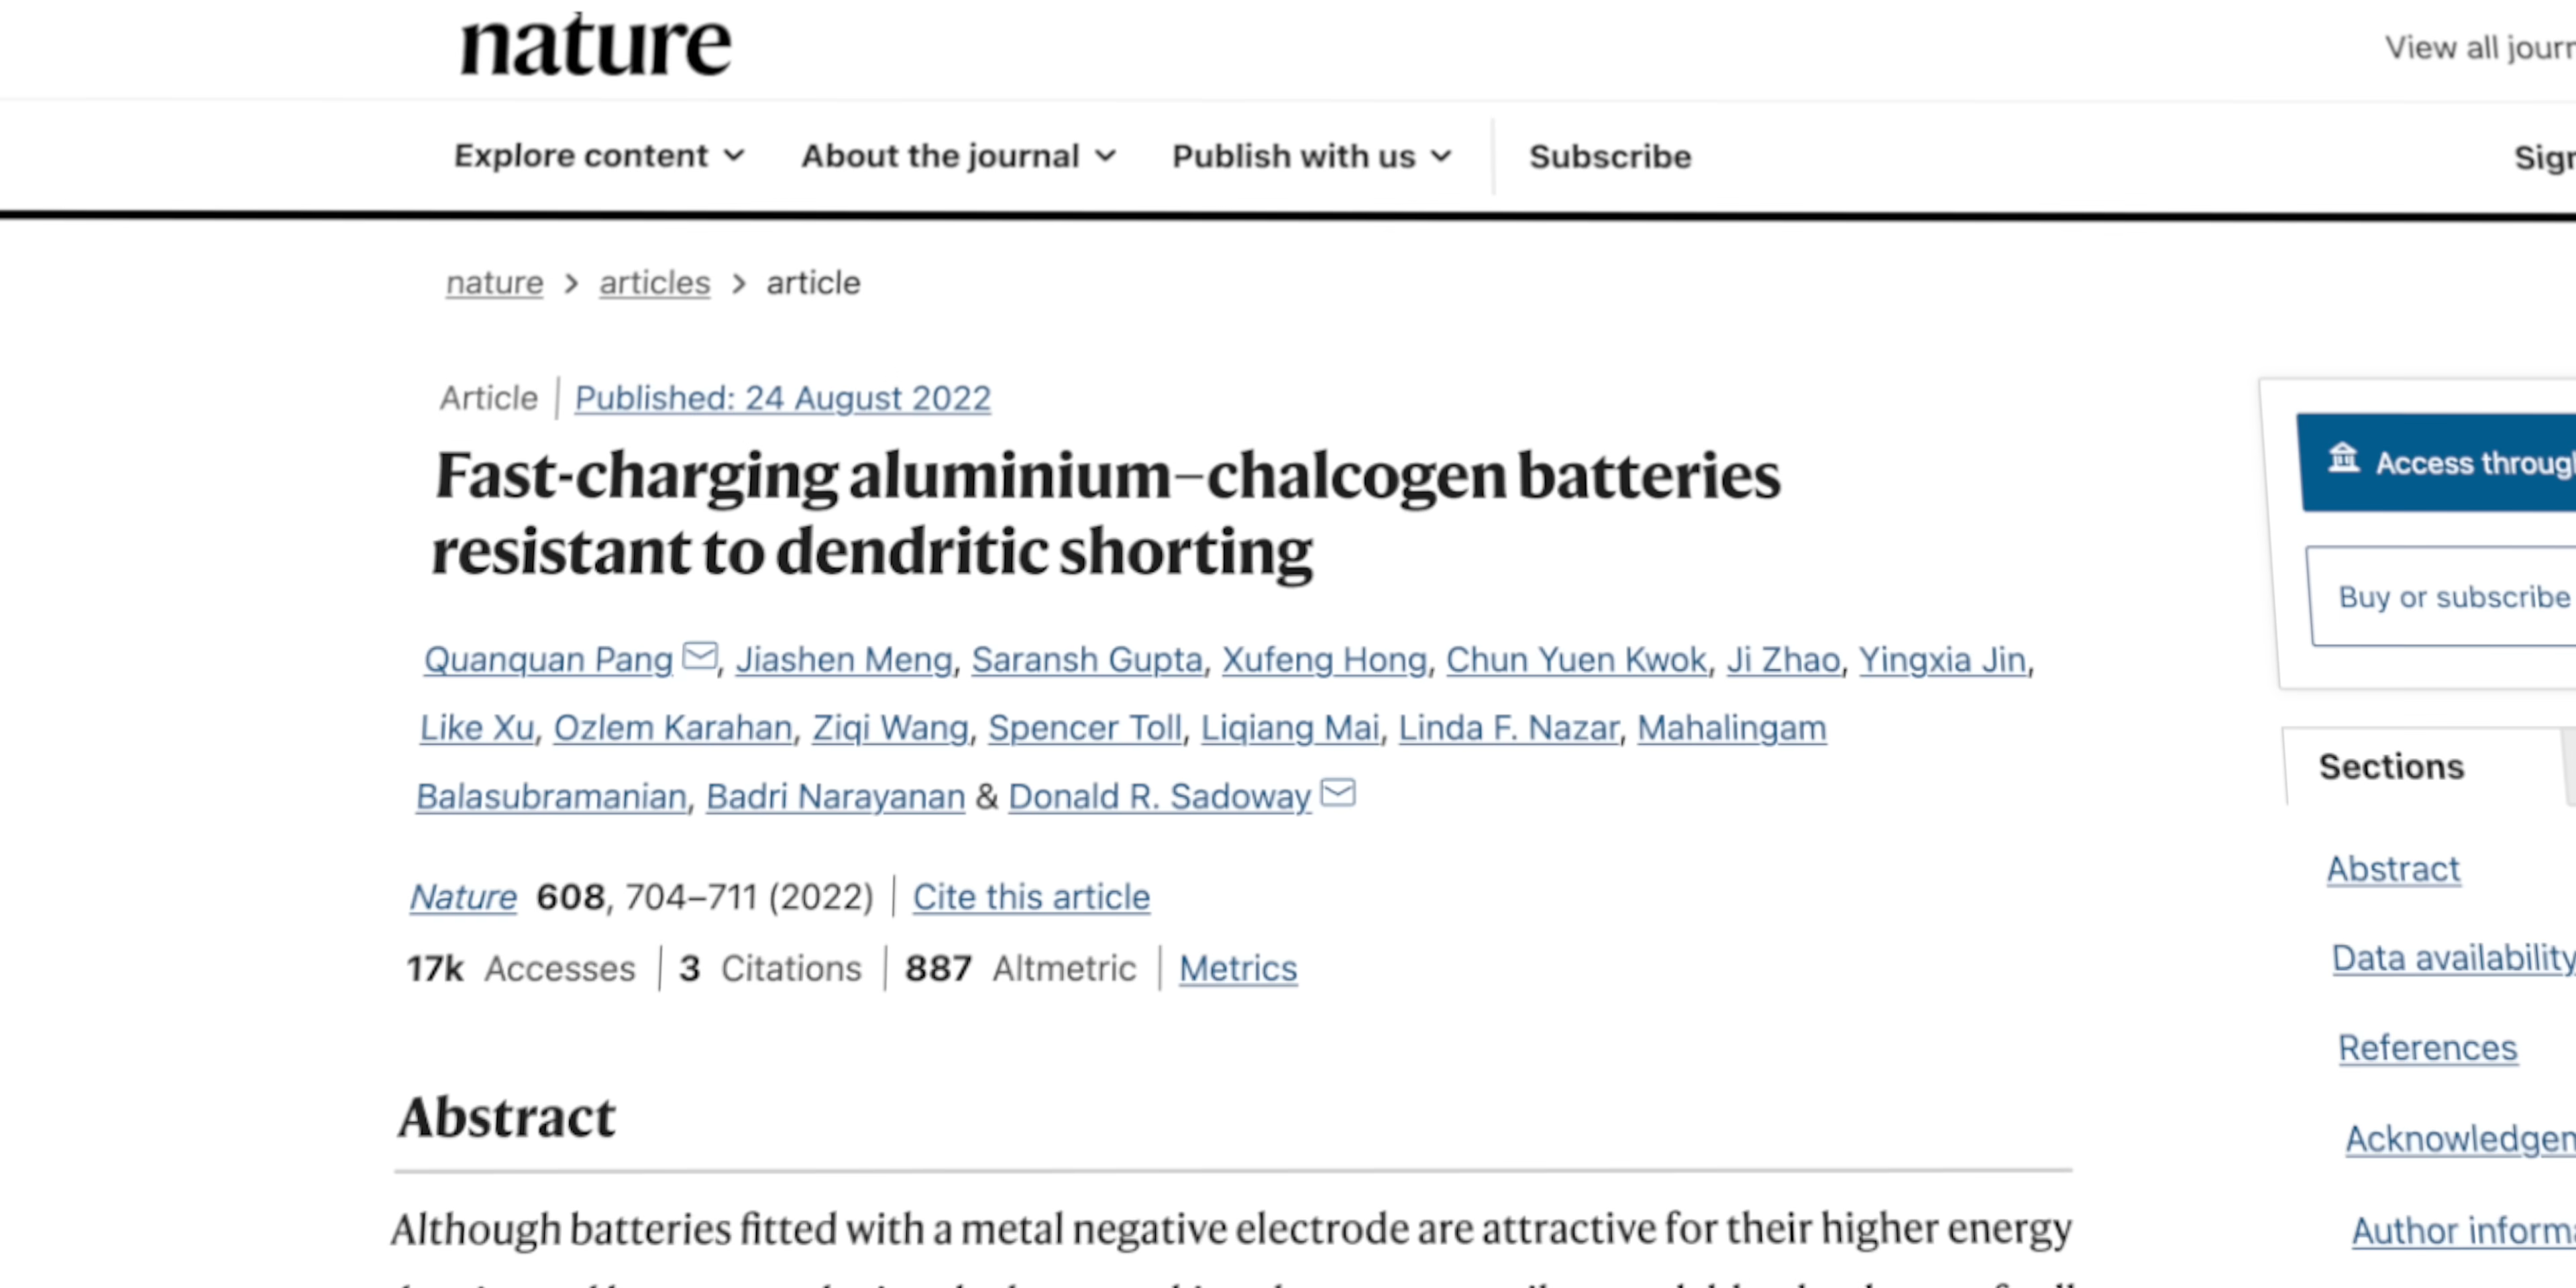 nature
View all
Explore content
About the journal
Publish with us
Subscribe
nature > articles > article
Article | Published: 24 August 2022
Fast-charging aluminium–chalcogen batteries
resistant to dendritic shorting
Quanquan Pang, Jiashen Meng, Saransh Gupta, Xufeng Hong, Chun Yuen Kwok, Ji Zhao, Yingxia Jin,
Like Xu, Ozlem Karahan, Ziqi Wang, Spencer Toll, Liqiang Mai, Linda F. Nazar, Mahalingam
Balasubramanian, Badri Narayanan & Donald R. Sadoway
Nature 608, 704–711 (2022) | Cite this article
17k Accesses | 3 Citations | 887 Altmetric | Metrics
Abstract
Although batteries fitted with a metal negative electrode are attractive for their higher energy
Access
Buy or subscribe
Sections
Abstract
Data availability
References
Author